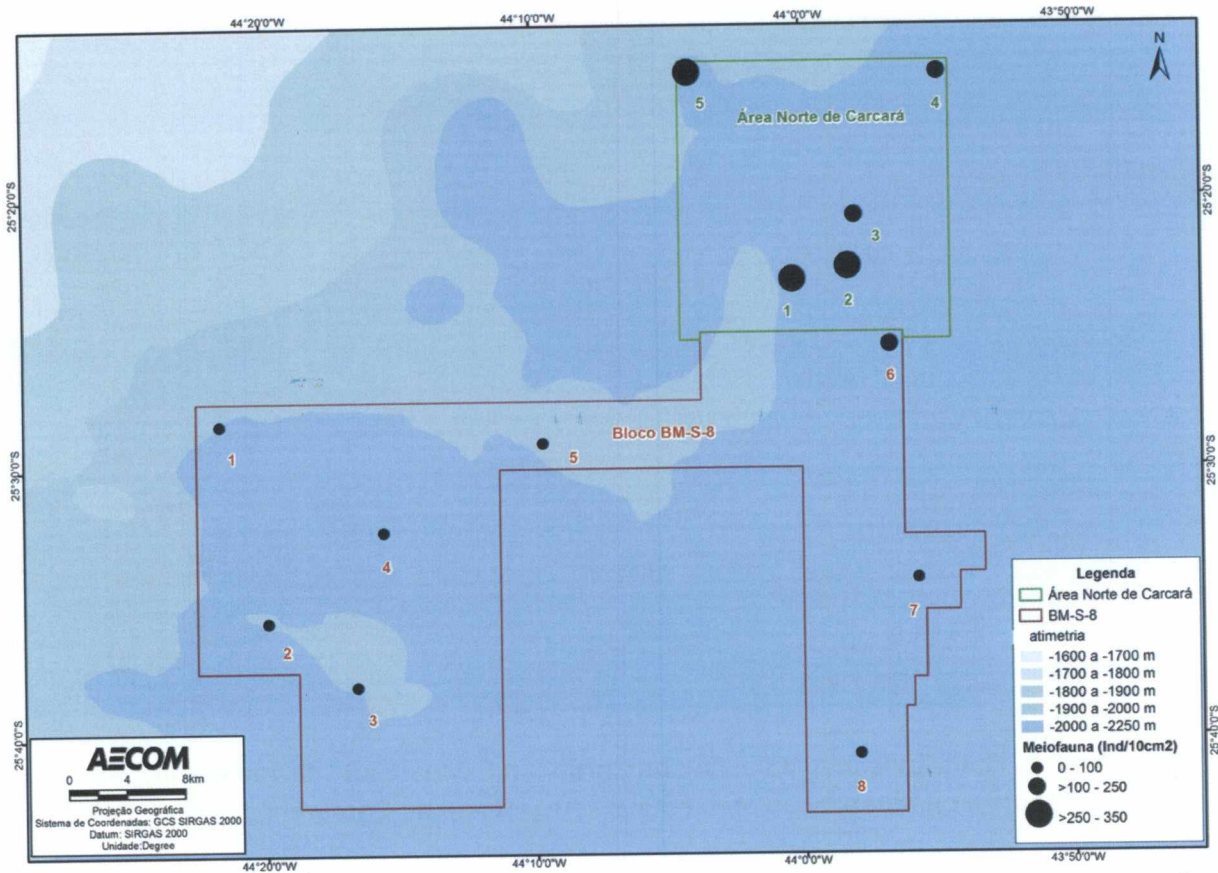 44°20'0"W
44°10'0"W
44°0'0"W
43°50'0"W
N
5
Área Norte de Carcará
4
25°20'0"S
25°20'0"S
3
1
2
6
Bloco BM-S-8
1
5
25°30'0"S
25°30'0"S
4
7
2
3
8
25°40'0"S
25°40'0"S
Legenda
Área Norte de Carcará
BM-S-8
atimetria
-1600 a -1700 m
-1700 a -1800 m
-1800 a -1900 m
-1900 a -2000 m
-2000 a -2250 m
Meiofauna (Ind/10cm2)
0 - 100
>100 - 250
>250 - 350
AECOM
0 4 8km
Projeção Geográfica
Sistema de Coordenadas: GCS SIRGAS 2000
Datum: SIRGAS 2000
Unidade:Degree
44°20'0"W
44°10'0"W
44°0'0"W
43°50'0"W